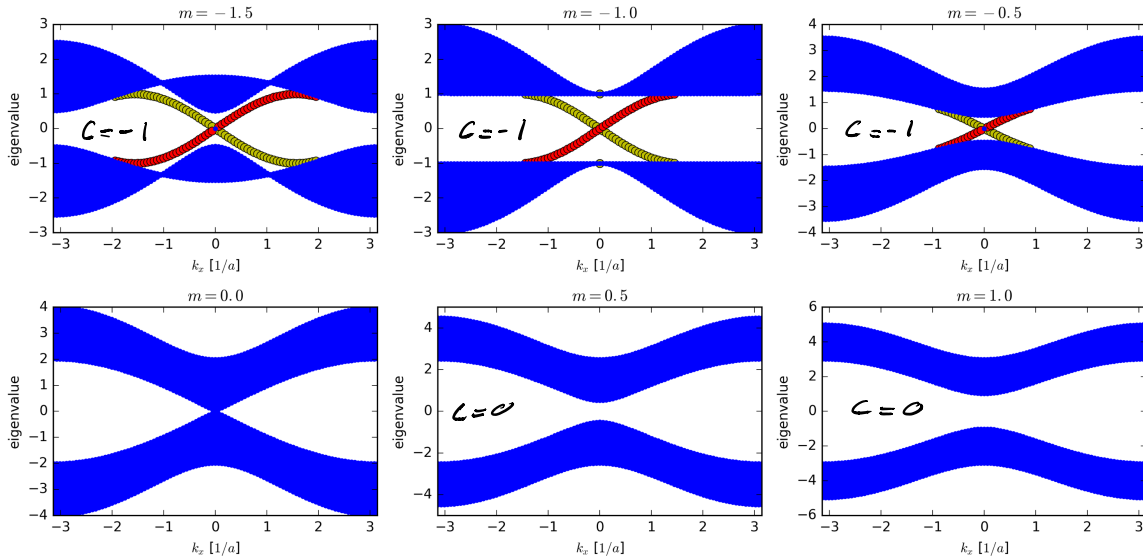 m = −1.5
m = −1.0
m = −0.5
3
2
1
0
−1
−2
−3
eigenvalue
C=-1
−3 −2 −1 0 1 2 3
k_x [1/a]
3
2
1
0
−1
−2
−3
eigenvalue
C=-1
−3 −2 −1 0 1 2 3
k_x [1/a]
4
3
2
1
0
−1
−2
−3
−4
eigenvalue
C=-1
−3 −2 −1 0 1 2 3
k_x [1/a]
m = 0.0
m = 0.5
m = 1.0
4
3
2
1
0
−1
−2
−3
−4
eigenvalue
−3 −2 −1 0 1 2 3
k_x [1/a]
4
2
0
−2
−4
eigenvalue
C=0
−3 −2 −1 0 1 2 3
k_x [1/a]
6
4
2
0
−2
−4
−6
eigenvalue
C=0
−3 −2 −1 0 1 2 3
k_x [1/a]